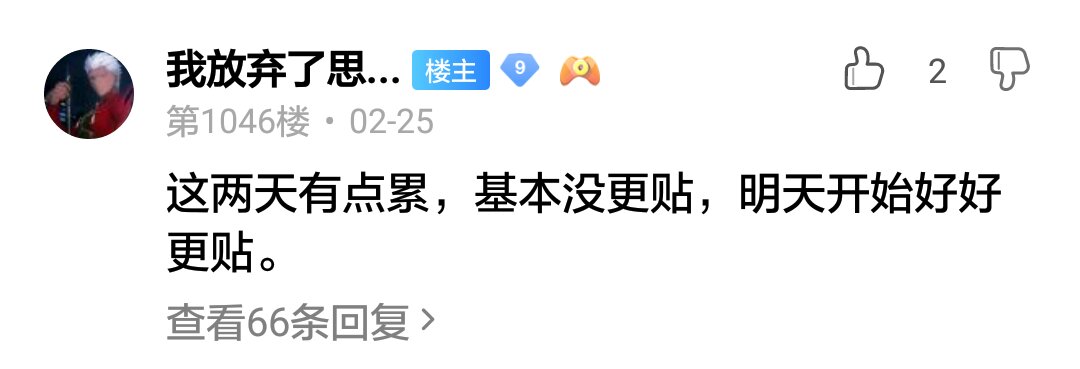 我放弃了思... 楼主 9
2
第1046楼 • 02-25
这两天有点累，基本没更贴，明天开始好好
更贴。
查看66条回复 >